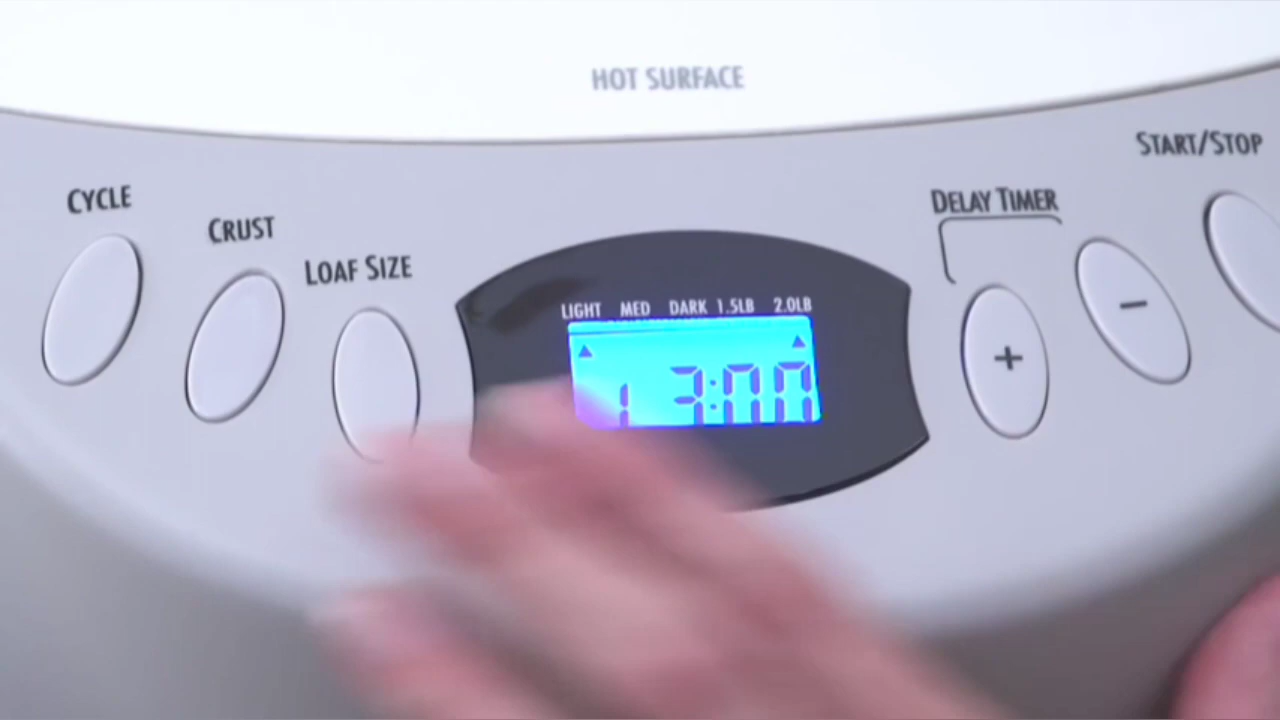 HOT SURFACE
START/STOP
CYCLE
DELAY TIMER
CRUST
LOAF SIZE
LIGHT MED DARK 1.5LB 2.0LB
1 3:00
+
−